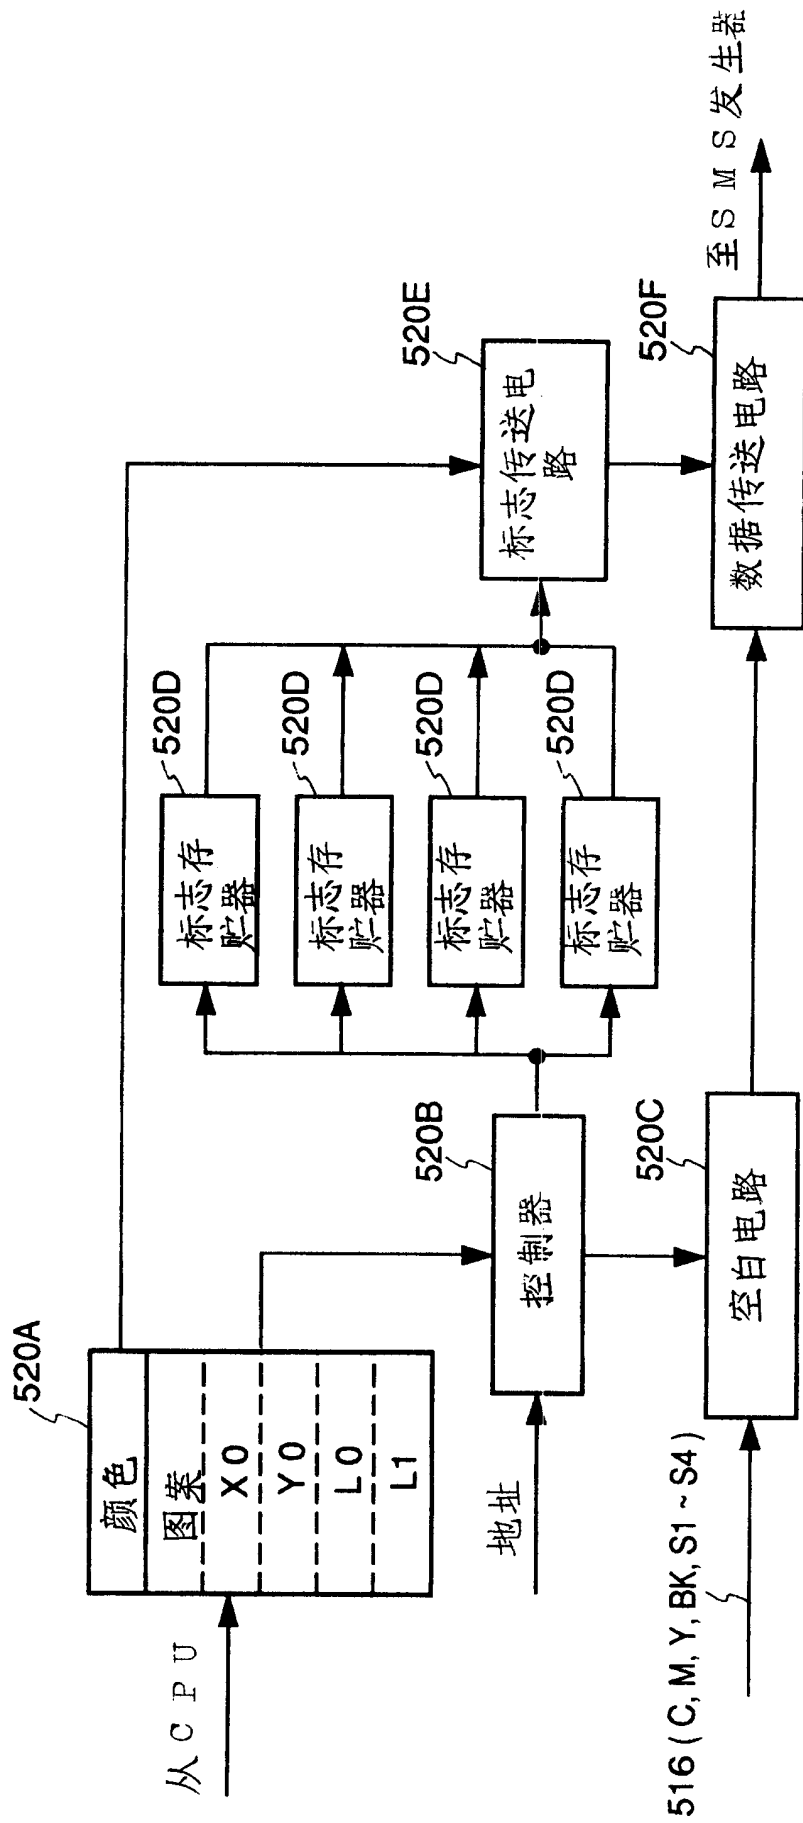 520A
颜色
图案
X0
Y0
L0
L1
从CPU
520B
控制器
地址
520C
空白电路
516 (C, M, Y, BK, S1~S4)
520D
标志存
贮器
520D
标志存
贮器
520D
标志存
贮器
520D
标志存
贮器
520E
标志传送电
路
520F
数据传送电路
至SMS发生器